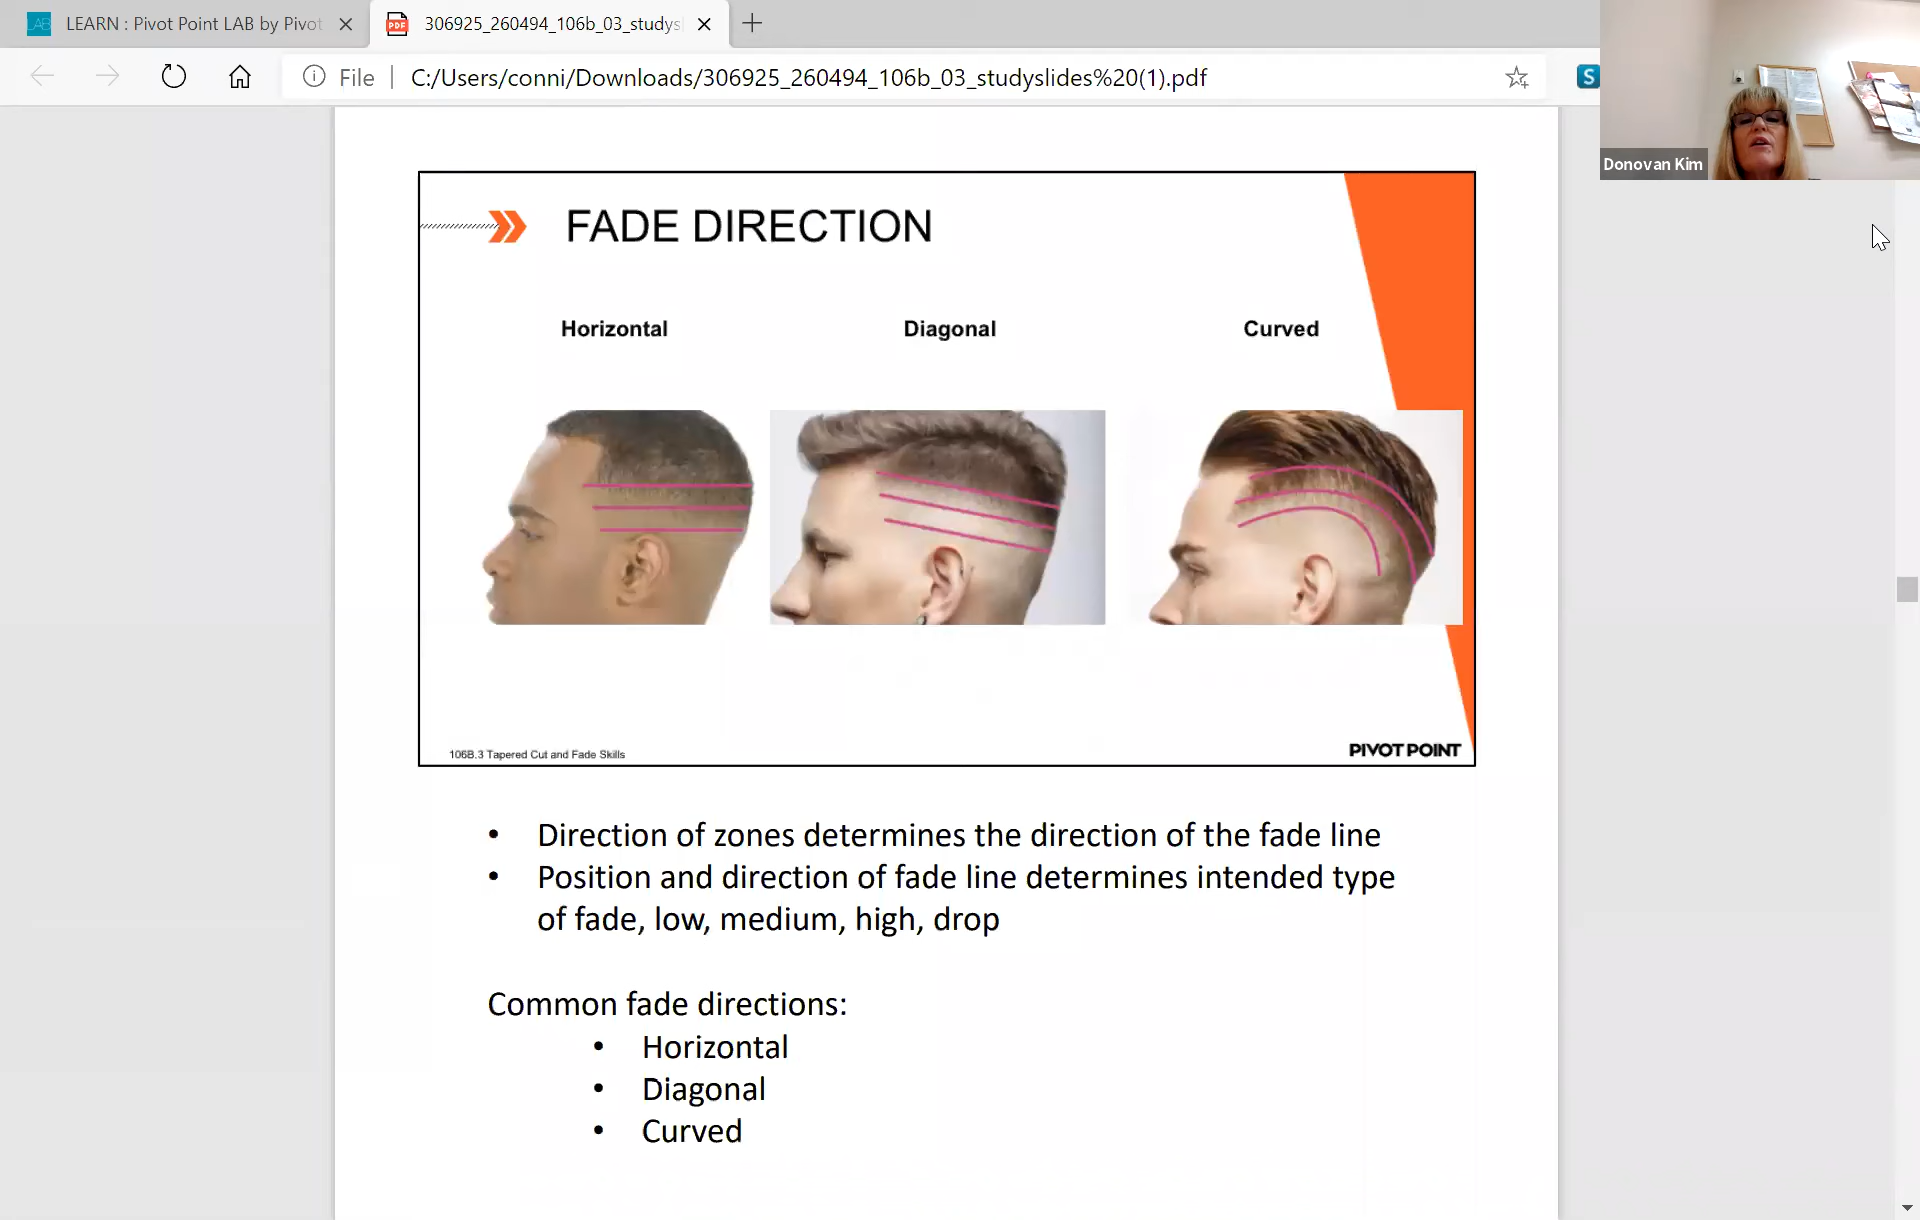 LEARN : Pivot Point LAB by Pivot
306925_260494_106b_03_studys
File
C:/Users/conni/Downloads/306925_260494_106b_03_studyslides%20(1).pdf
S
Donovan Kim
FADE DIRECTION
Horizontal Diagonal Curved
106B.3 Tapered Cut and Fade Skills
PIVOT POINT
• Direction of zones determines the direction of the fade line
• Position and direction of fade line determines intended type
of fade, low, medium, high, drop
Common fade directions:
• Horizontal
• Diagonal
• Curved